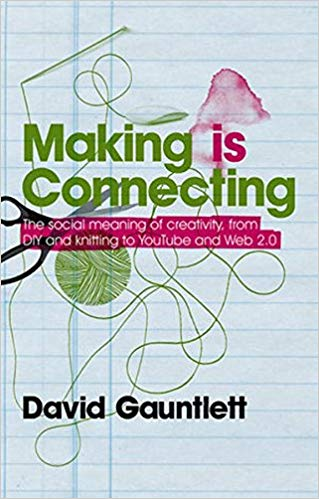 Making is
Connecting
The social meaning of creativity, from
DIY and knitting to YouTube and Web 2.0
David Gauntlett